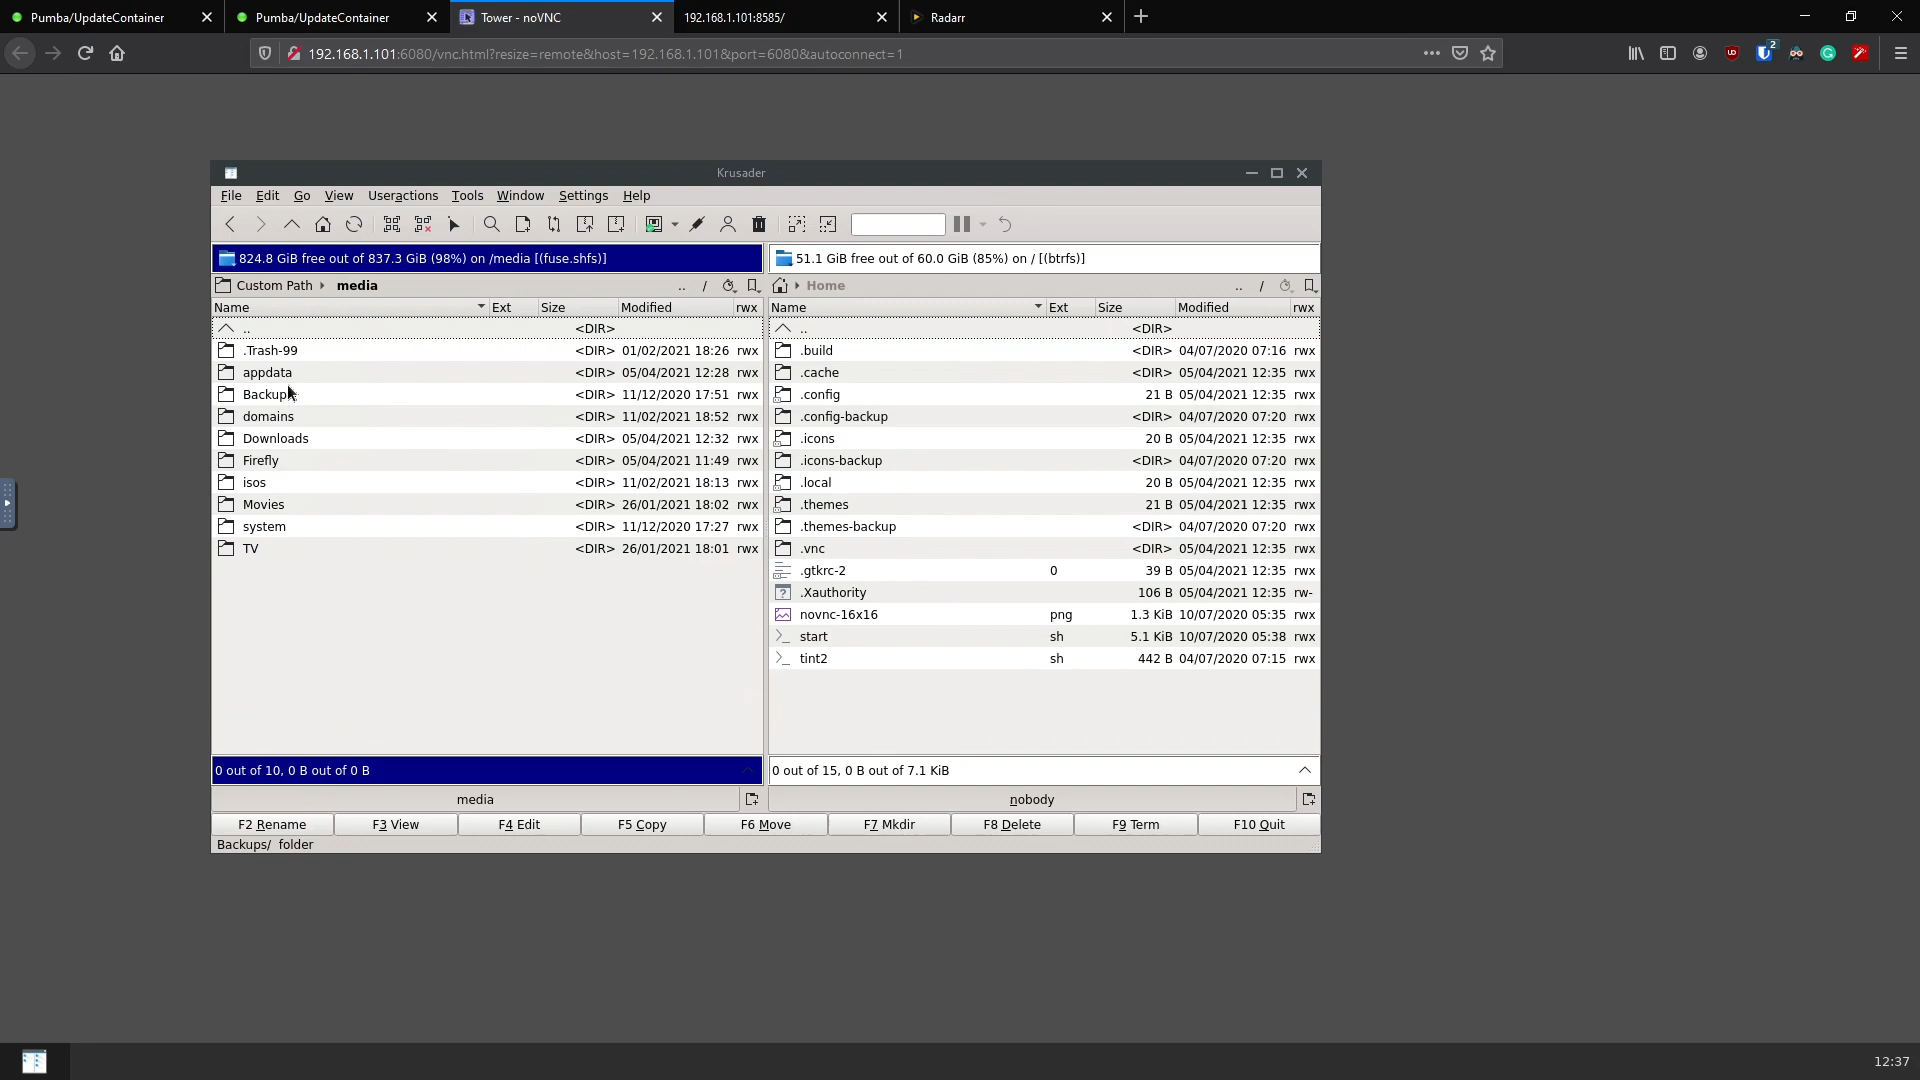 Pumba/UpdateContainer
Pumba/UpdateContainer
Tower - noVNC
192.168.1.101:8585/
Radarr
192.168.1.101:6080/vnc.html?resize=remote&host=192.168.1.101&port=6080&autoconnect=1
2
Krusader
File Edit Go View Useractions Tools Window Settings Help
824.8 GiB free out of 837.3 GiB (98%) on /media [(fuse.shfs)]
51.1 GiB free out of 60.0 GiB (85%) on / [(btrfs)]
Custom Path media .. /
Home .. /
Name Ext Size Modified rwx
.. <DIR>
.Trash-99 <DIR> 01/02/2021 18:26 rwx
appdata <DIR> 05/04/2021 12:28 rwx
Backups <DIR> 11/12/2020 17:51 rwx
domains <DIR> 11/02/2021 18:52 rwx
Downloads <DIR> 05/04/2021 12:32 rwx
Firefly <DIR> 05/04/2021 11:49 rwx
isos <DIR> 11/02/2021 18:13 rwx
Movies <DIR> 26/01/2021 18:02 rwx
system <DIR> 11/12/2020 17:27 rwx
TV <DIR> 26/01/2021 18:01 rwx
Name Ext Size Modified rwx
.. <DIR>
.build <DIR> 04/07/2020 07:16 rwx
.cache <DIR> 05/04/2021 12:35 rwx
.config 21 B 05/04/2021 12:35 rwx
.config-backup <DIR> 04/07/2020 07:20 rwx
.icons 20 B 05/04/2021 12:35 rwx
.icons-backup <DIR> 04/07/2020 07:20 rwx
.local 20 B 05/04/2021 12:35 rwx
.themes 21 B 05/04/2021 12:35 rwx
.themes-backup <DIR> 04/07/2020 07:20 rwx
.vnc <DIR> 05/04/2021 12:35 rwx
.gtkrc-2 0 39 B 05/04/2021 12:35 rwx
.Xauthority 106 B 05/04/2021 12:35 rw-
novnc-16x16 png 1.3 KiB 10/07/2020 05:35 rwx
start sh 5.1 KiB 10/07/2020 05:38 rwx
tint2 sh 442 B 04/07/2020 07:15 rwx
0 out of 10, 0 B out of 0 B
0 out of 15, 0 B out of 7.1 KiB
media
nobody
F2 Rename F3 View F4 Edit F5 Copy F6 Move F7 Mkdir F8 Delete F9 Term F10 Quit
Backups/ folder
12:37